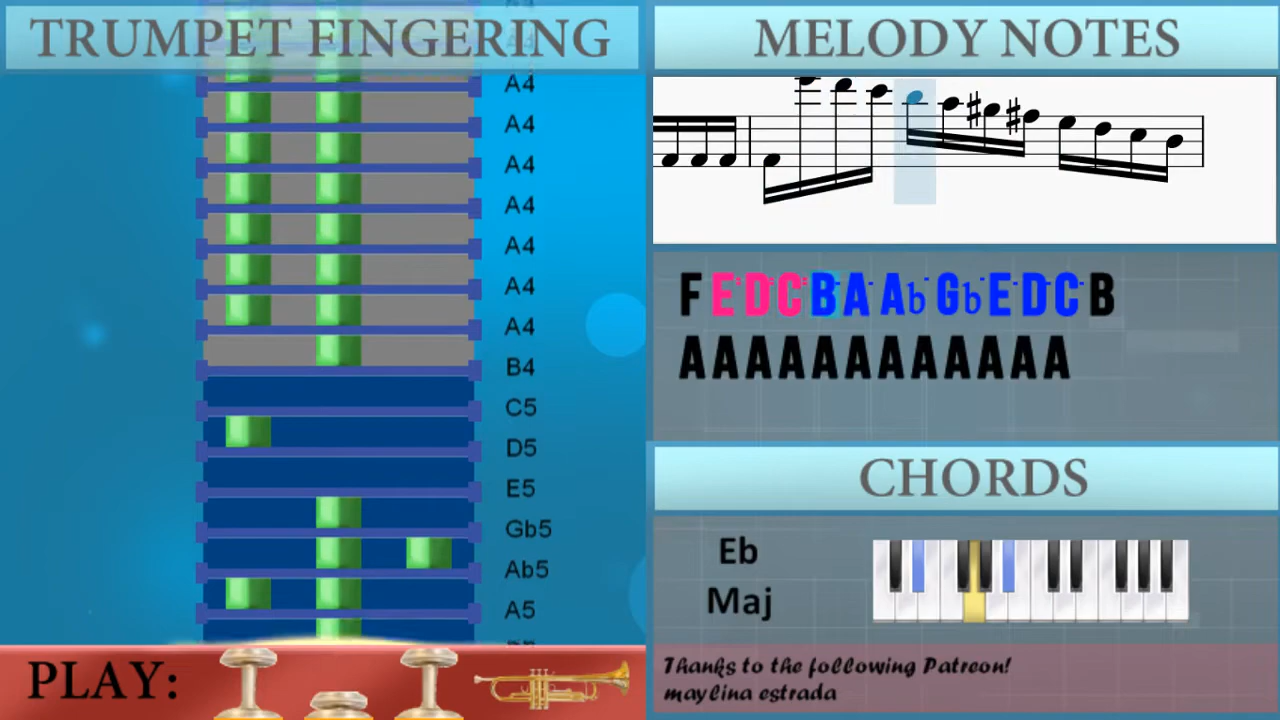 TRUMPET FINGERING
A4
A4
A4
A4
A4
A4
A4
B4
C5
D5
E5
Gb5
Ab5
A5
PLAY:
MELODY NOTES
F E D C B A Ab Gb E D C B
A A A A A A A A A A A A
CHORDS
Eb
Maj
Thanks to the following Patreon!
maylina estrada